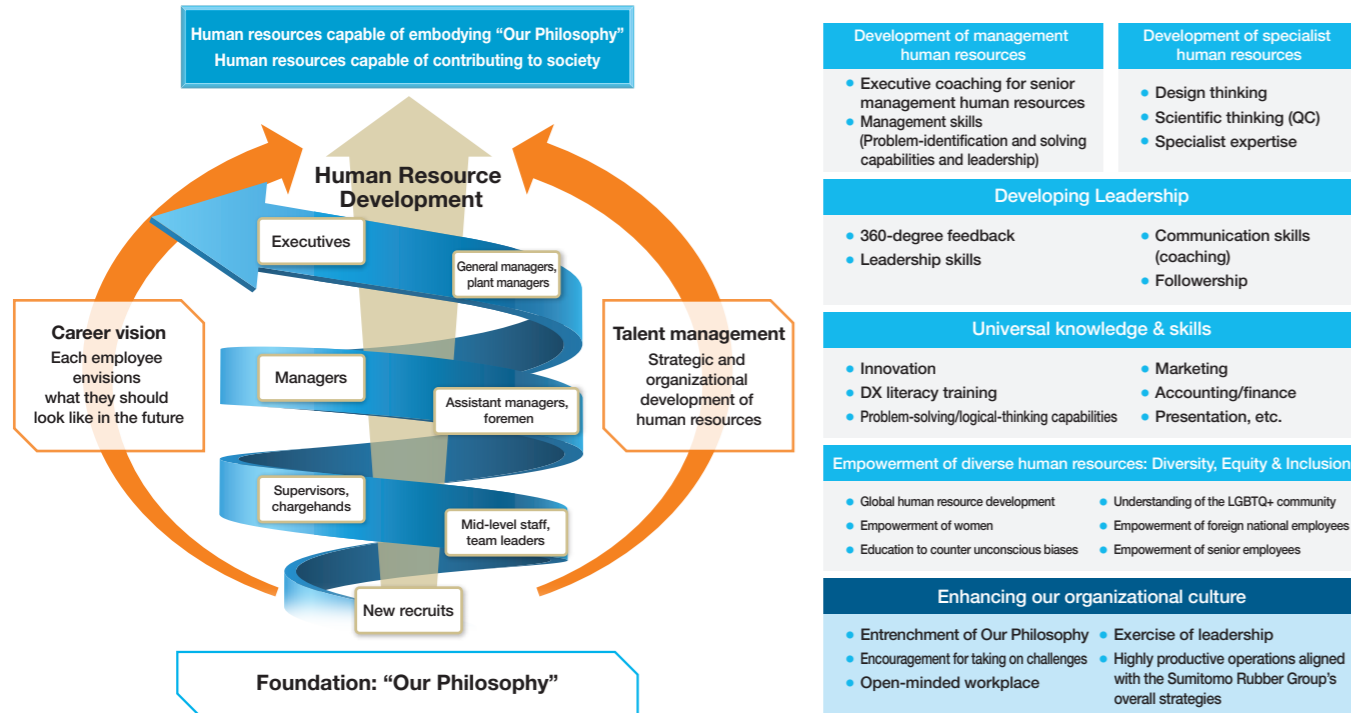 Human resources capable of embodying “Our Philosophy”
Human resources capable of contributing to society
Human Resource
Development
Executives
General managers,
plant managers
Career vision
Each employee
envisions
what they should
look like in the future
Talent management
Strategic and
organizational
development of
human resources
Managers
Assistant managers,
foremen
Supervisors,
chargehands
Mid-level staff,
team leaders
New recruits
Foundation: “Our Philosophy”
Development of management
human resources
• Executive coaching for senior
management human resources
• Management skills
(Problem-identification and solving
capabilities and leadership)
Development of specialist
human resources
• Design thinking
• Scientific thinking (QC)
• Specialist expertise
Developing Leadership
• 360-degree feedback
• Leadership skills
• Communication skills
(coaching)
• Followership
Universal knowledge & skills
• Innovation
• DX literacy training
• Problem-solving/logical-thinking capabilities
• Marketing
• Accounting/finance
• Presentation, etc.
Empowerment of diverse human resources: Diversity, Equity & Inclusion
• Global human resource development
• Empowerment of women
• Education to counter unconscious biases
• Understanding of the LGBTQ+ community
• Empowerment of foreign national employees
• Empowerment of senior employees
Enhancing our organizational culture
• Entrenchment of Our Philosophy
• Encouragement for taking on challenges
• Open-minded workplace
• Exercise of leadership
• Highly productive operations aligned
with the Sumitomo Rubber Group’s
overall strategies